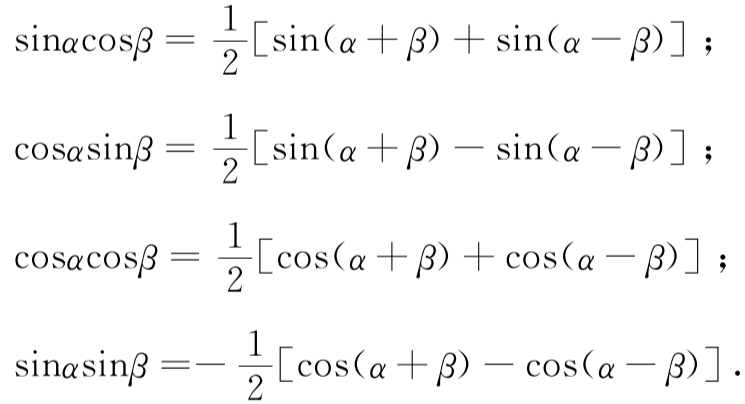 sinαcosβ = 1/2[sin(α+β)+sin(α−β)];
cosαsinβ = 1/2[sin(α+β)−sin(α−β)];
cosαcosβ = 1/2[cos(α+β)+cos(α−β)];
sinαsinβ =−1/2[cos(α+β)−cos(α−β)].